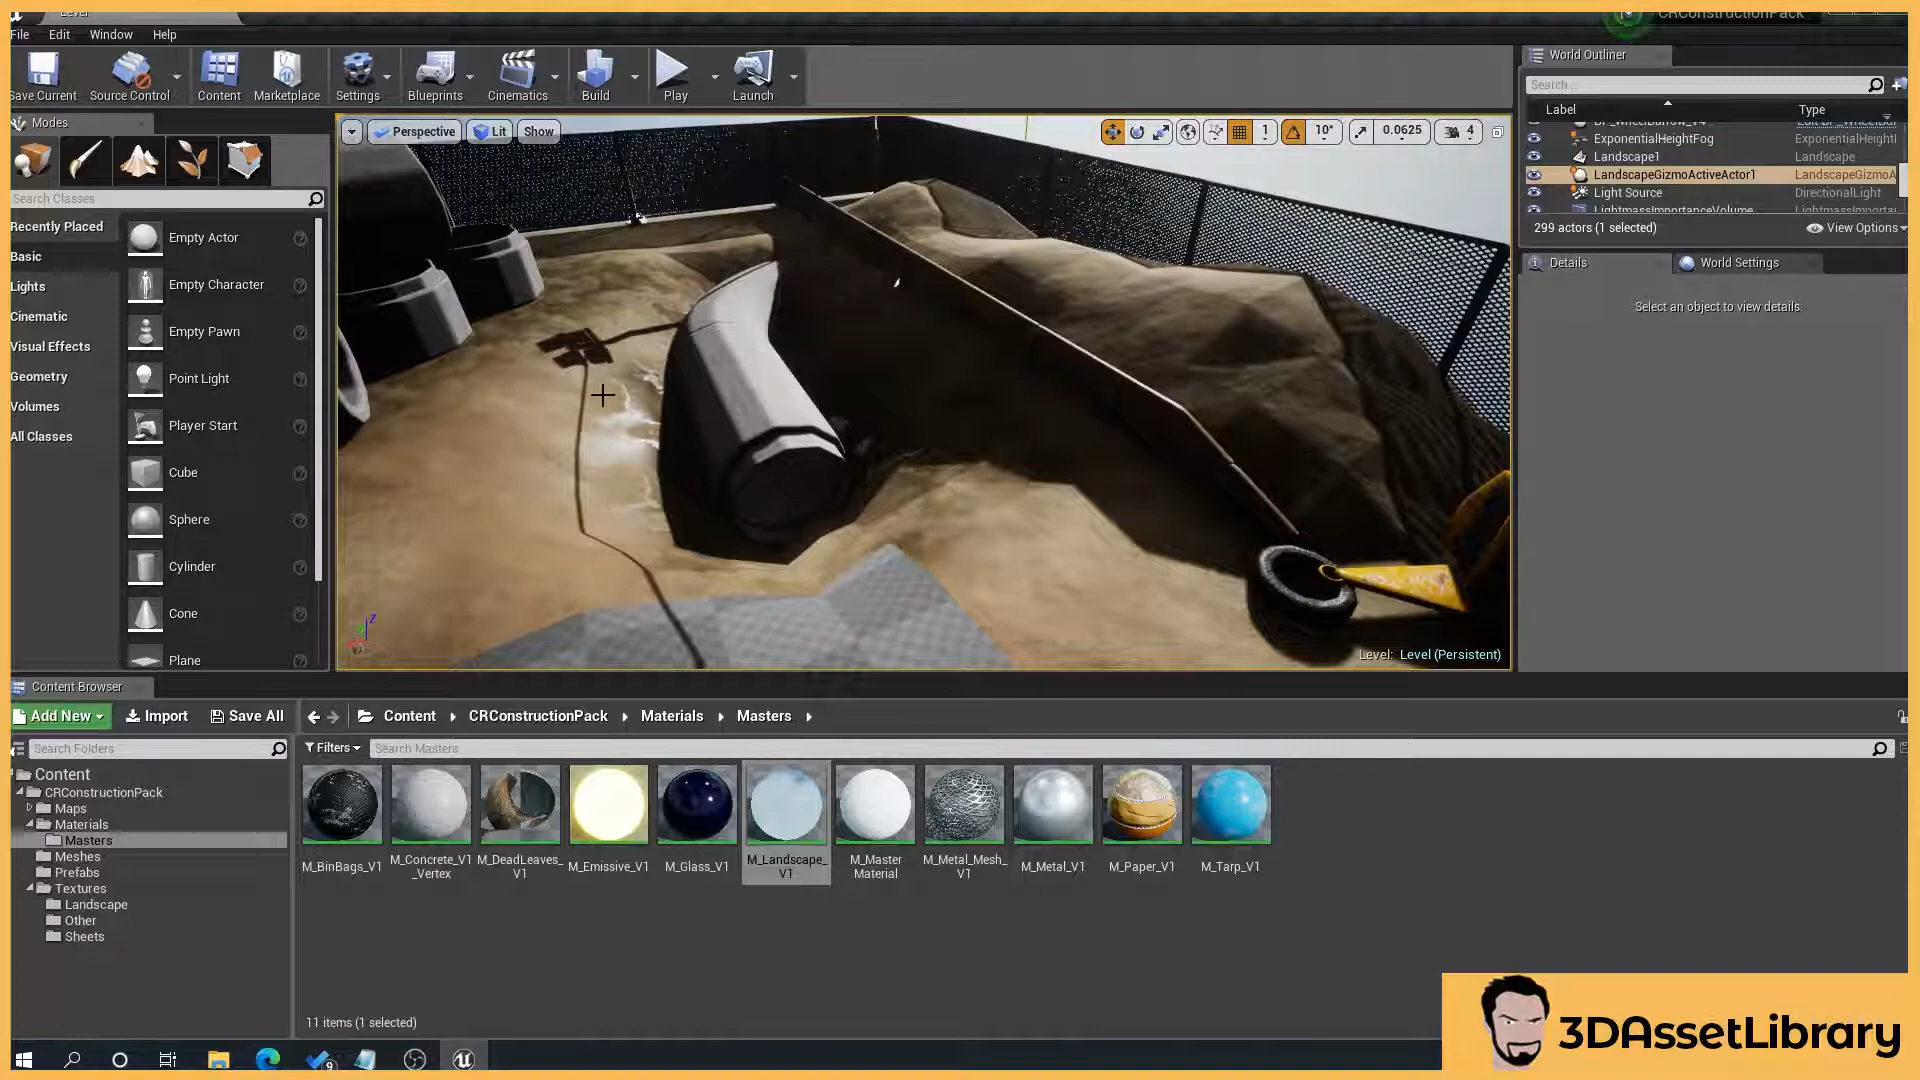 Level
CRConstructionPack
File Edit Window Help
Save Current Source Control Content Marketplace Settings Blueprints Cinematics Build Play Launch
Modes
Search Classes
Recently Placed
Basic
Lights
Cinematic
Visual Effects
Geometry
Volumes
All Classes
Empty Actor
Empty Character
Empty Pawn
Point Light
Player Start
Cube
Sphere
Cylinder
Cone
Plane
Perspective Lit Show
1 10° 0.0625 4
Z
Level: Level (Persistent)
World Outliner
Search...
Label Type
ExponentialHeightFog ExponentialHeightI
Landscape1 Landscape
LandscapeGizmoActiveActor1 LandscapeGizmoA
Light Source DirectionalLight
LightmassImportanceVolume LightmassImporta
299 actors (1 selected) View Options
Details World Settings
Select an object to view details.
Content Browser
Add New Import Save All Content CRConstructionPack Materials Masters
Search Folders
Filters Search Masters
Content
CRConstructionPack
Maps
Materials
Masters
Meshes
Prefabs
Textures
Landscape
Other
Sheets
M_BinBags_V1
M_Concrete_V1
_Vertex
M_DeadLeaves_
V1
M_Emissive_V1
M_Glass_V1
M_Landscape_
V1
M_Master
Material
M_Metal_Mesh_
V1
M_Metal_V1
M_Paper_V1
M_Tarp_V1
11 items (1 selected)
9
3DAssetLibrary